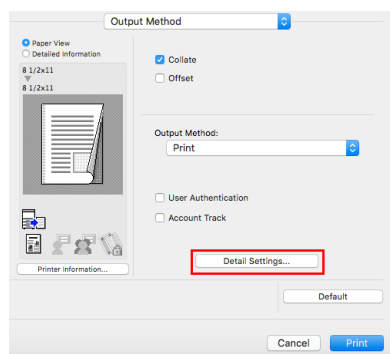 Output Method
Paper View
Detailed Information
8 1/2x11
8 1/2x11
Printer Information...
Collate
Offset
Output Method:
Print
User Authentication
Account Track
Detail Settings...
Default
Cancel
Print